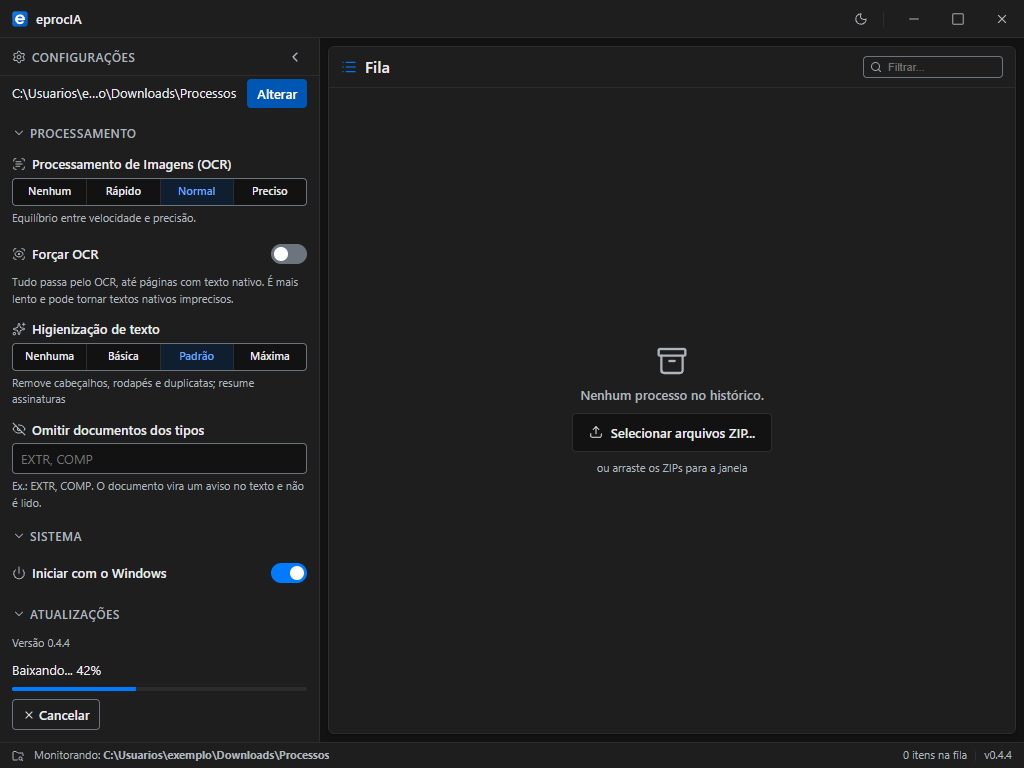 eprocIA
CONFIGURAÇÕES
C:\Usuarios\e...o\Downloads\Processos
Alterar
PROCESSAMENTO
Processamento de Imagens (OCR)
Nenhum
Rápido
Normal
Preciso
Equilíbrio entre velocidade e precisão.
Forçar OCR
Tudo passa pelo OCR, até páginas com texto nativo. É mais
lento e pode tornar textos nativos imprecisos.
Higienização de texto
Nenhuma
Básica
Padrão
Máxima
Remove cabeçalhos, rodapés e duplicatas; resume
assinaturas
Omitir documentos dos tipos
EXTR, COMP
Ex.: EXTR, COMP. O documento vira um aviso no texto e não
é lido.
SISTEMA
Iniciar com o Windows
ATUALIZAÇÕES
Versão 0.4.4
Baixando... 42%
Cancelar
Fila
Filtrar...
Nenhum processo no histórico.
Selecionar arquivos ZIP...
ou arraste os ZIPs para a janela
Monitorando: C:\Usuarios\exemplo\Downloads\Processos
0 itens na fila
v0.4.4